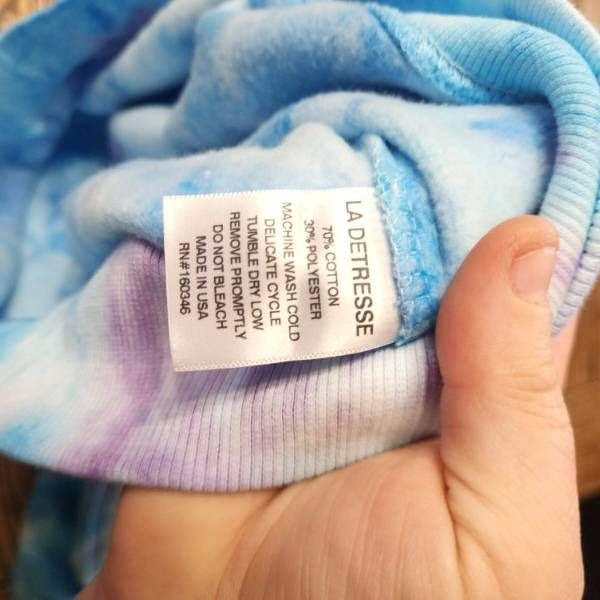 LA DETRESSE
70% COTTON
30% POLYESTER
MACHINE WASH COLD
DELICATE CYCLE
TUMBLE DRY LOW
REMOVE PROMPTLY
DO NOT BLEACH
MADE IN USA
RN#160346